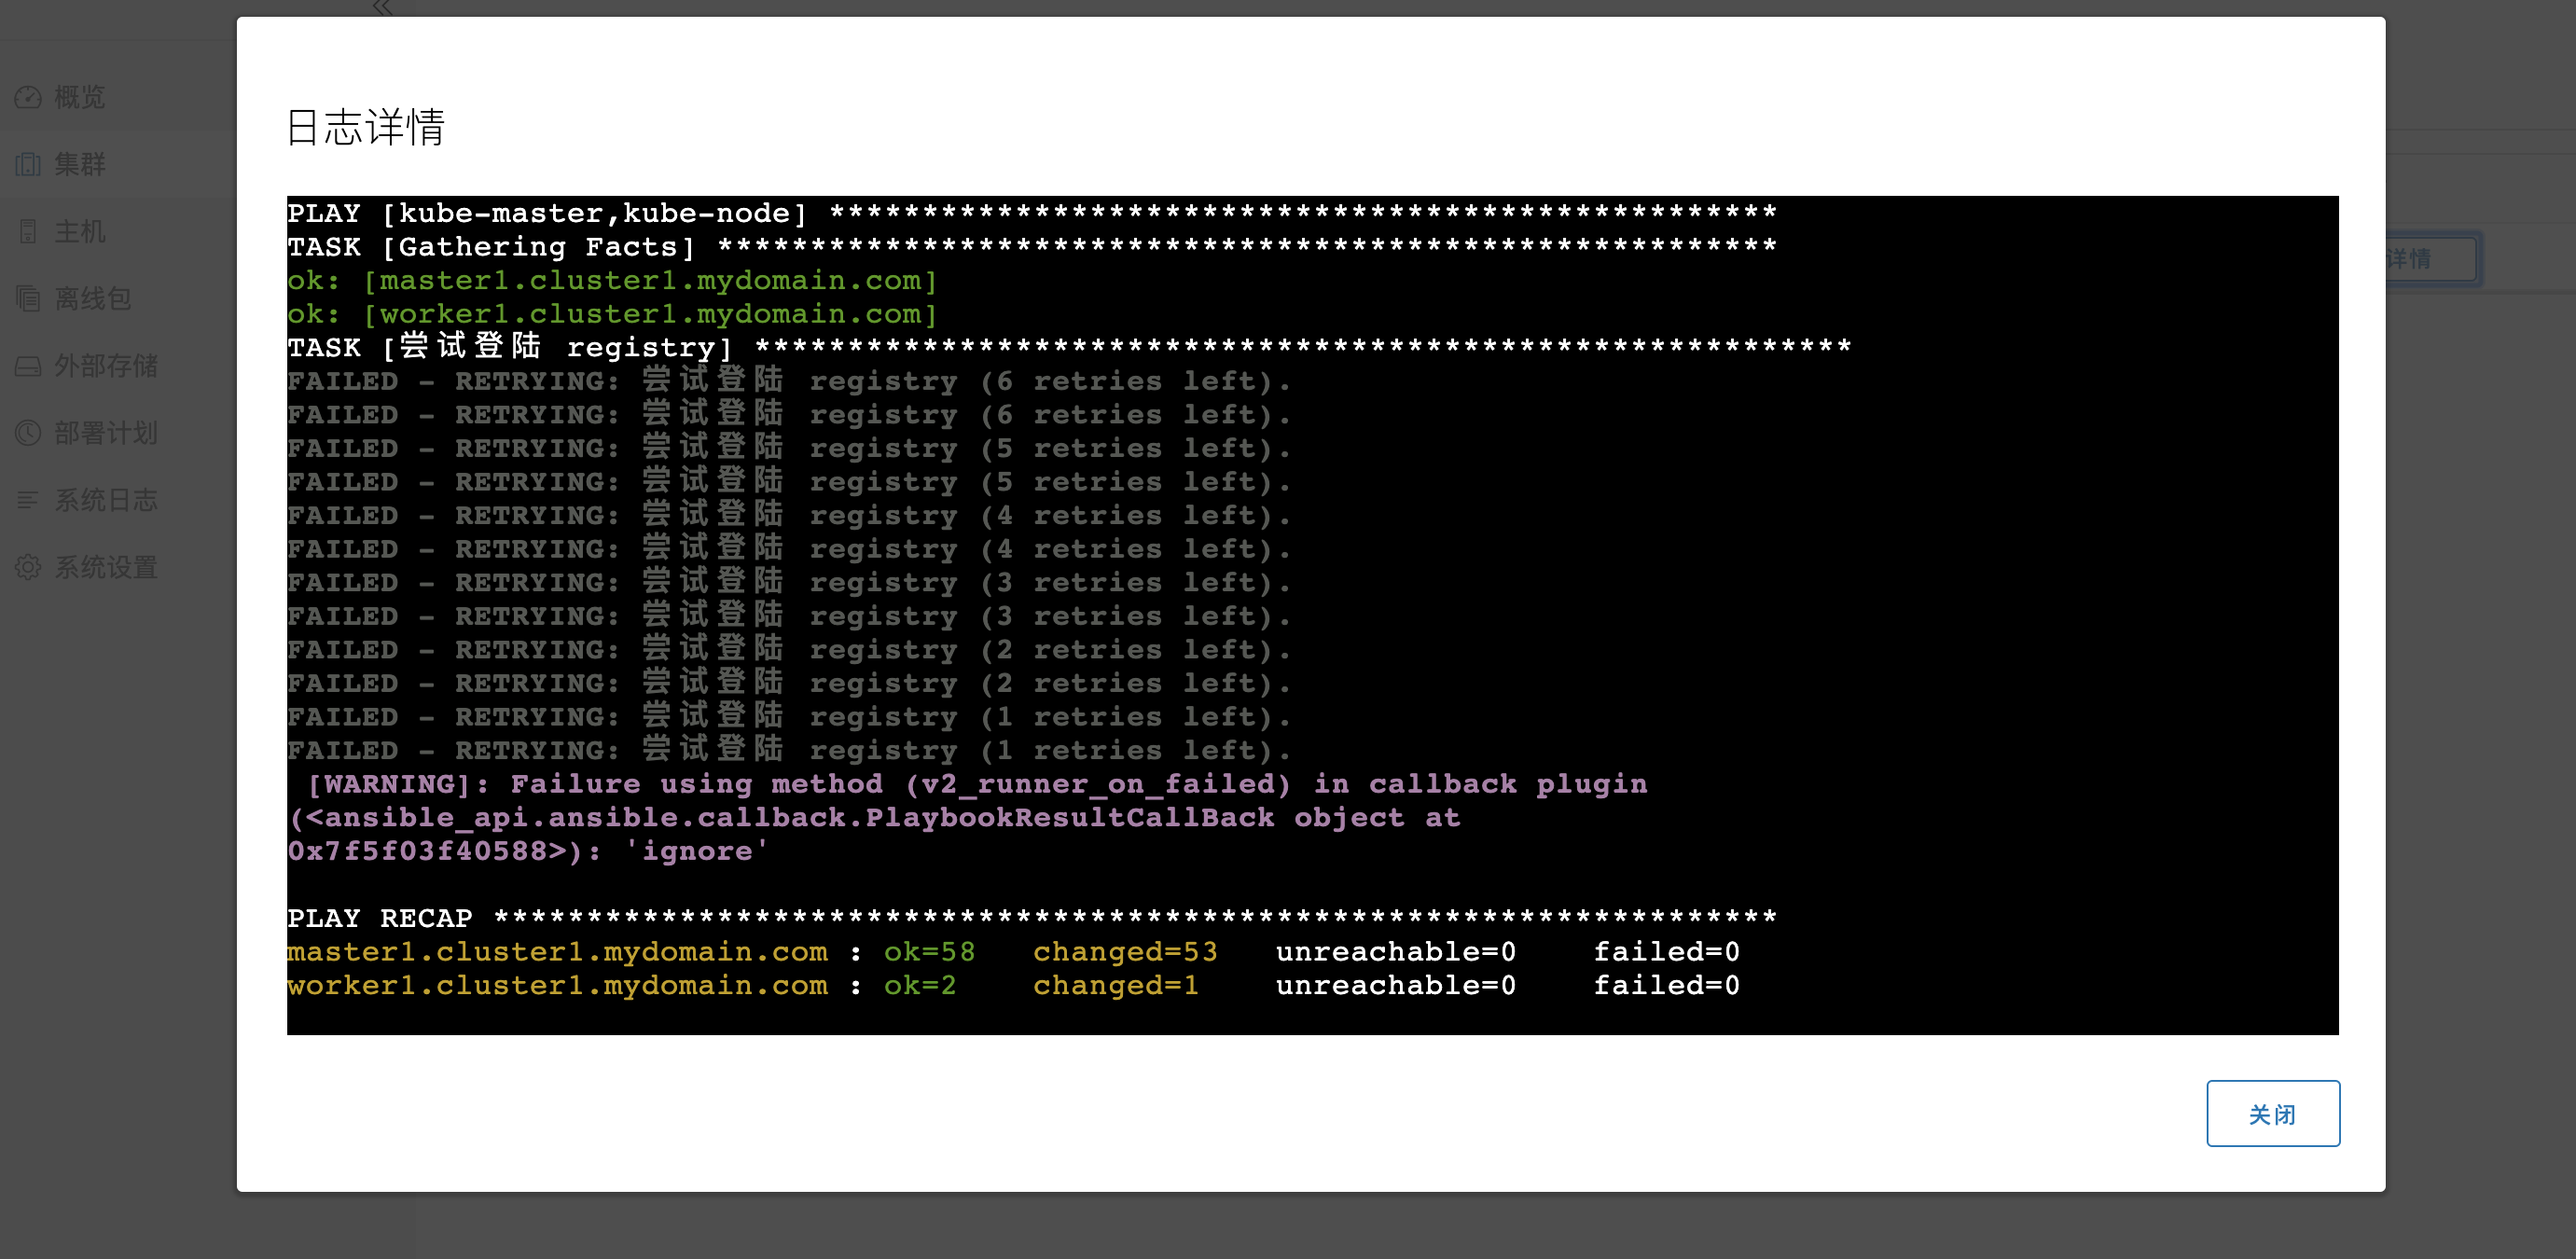 概览
集群
主机
离线包
外部存储
部署计划
系统日志
系统设置
详情
日志详情
PLAY [kube-master,kube-node] ***************************************************
TASK [Gathering Facts] *********************************************************
ok: [master1.cluster1.mydomain.com]
ok: [worker1.cluster1.mydomain.com]
TASK [尝试登陆 registry] ***********************************************************
FAILED - RETRYING: 尝试登陆 registry (6 retries left).
FAILED - RETRYING: 尝试登陆 registry (6 retries left).
FAILED - RETRYING: 尝试登陆 registry (5 retries left).
FAILED - RETRYING: 尝试登陆 registry (5 retries left).
FAILED - RETRYING: 尝试登陆 registry (4 retries left).
FAILED - RETRYING: 尝试登陆 registry (4 retries left).
FAILED - RETRYING: 尝试登陆 registry (3 retries left).
FAILED - RETRYING: 尝试登陆 registry (3 retries left).
FAILED - RETRYING: 尝试登陆 registry (2 retries left).
FAILED - RETRYING: 尝试登陆 registry (2 retries left).
FAILED - RETRYING: 尝试登陆 registry (1 retries left).
FAILED - RETRYING: 尝试登陆 registry (1 retries left).
[WARNING]: Failure using method (v2_runner_on_failed) in callback plugin
(<ansible_api.ansible.callback.PlaybookResultCallBack object at
0x7f5f03f40588>): 'ignore'
PLAY RECAP *********************************************************************
master1.cluster1.mydomain.com : ok=58 changed=53 unreachable=0 failed=0
worker1.cluster1.mydomain.com : ok=2 changed=1 unreachable=0 failed=0
关闭